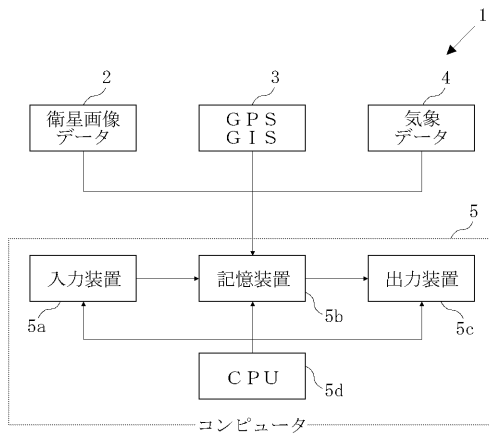 1
2
3
4
衛星画像
データ
GPS
GIS
気象
データ
5
入力装置
記憶装置
出力装置
5a
5b
5c
CPU
5d
コンピュータ